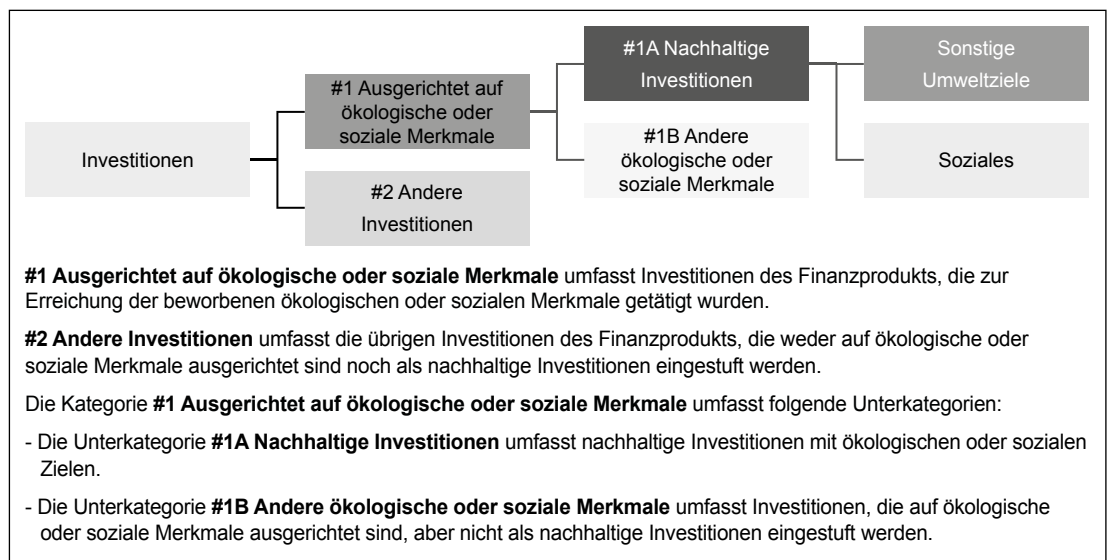 Investitionen
#1 Ausgerichtet auf
ökologische oder
soziale Merkmale
#2 Andere
Investitionen
#1A Nachhaltige
Investitionen
#1B Andere
ökologische oder
soziale Merkmale
Sonstige
Umweltziele
Soziales
#1 Ausgerichtet auf ökologische oder soziale Merkmale umfasst Investitionen des Finanzprodukts, die zur
Erreichung der beworbenen ökologischen oder sozialen Merkmale getätigt wurden.
#2 Andere Investitionen umfasst die übrigen Investitionen des Finanzprodukts, die weder auf ökologische oder
soziale Merkmale ausgerichtet sind noch als nachhaltige Investitionen eingestuft werden.
Die Kategorie #1 Ausgerichtet auf ökologische oder soziale Merkmale umfasst folgende Unterkategorien:
- Die Unterkategorie #1A Nachhaltige Investitionen umfasst nachhaltige Investitionen mit ökologischen oder sozialen
Zielen.
- Die Unterkategorie #1B Andere ökologische oder soziale Merkmale umfasst Investitionen, die auf ökologische
oder soziale Merkmale ausgerichtet sind, aber nicht als nachhaltige Investitionen eingestuft werden.